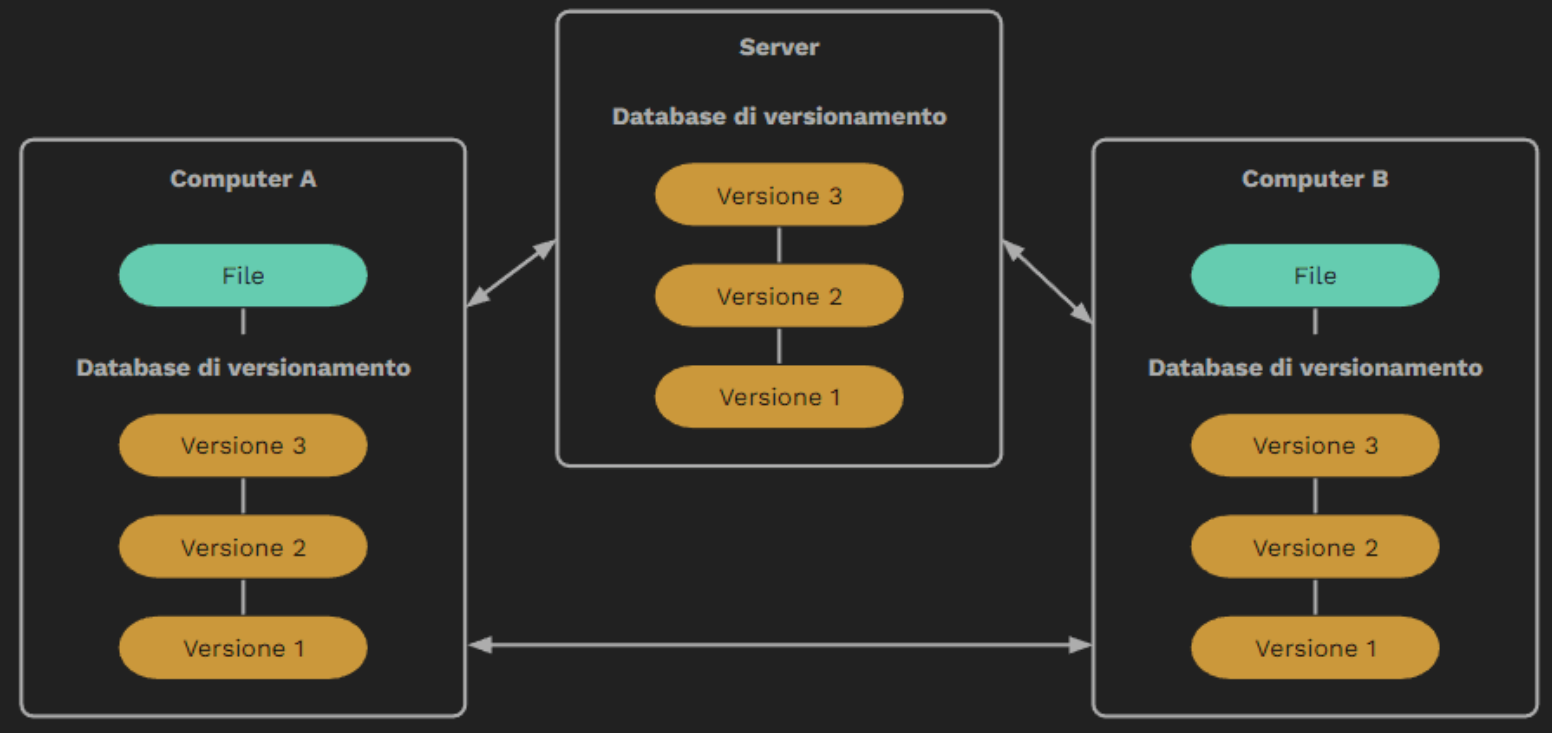 Server
Database di versionamento
Versione 3
Versione 2
Versione 1
Computer A
File
Database di versionamento
Versione 3
Versione 2
Versione 1
Computer B
File
Database di versionamento
Versione 3
Versione 2
Versione 1